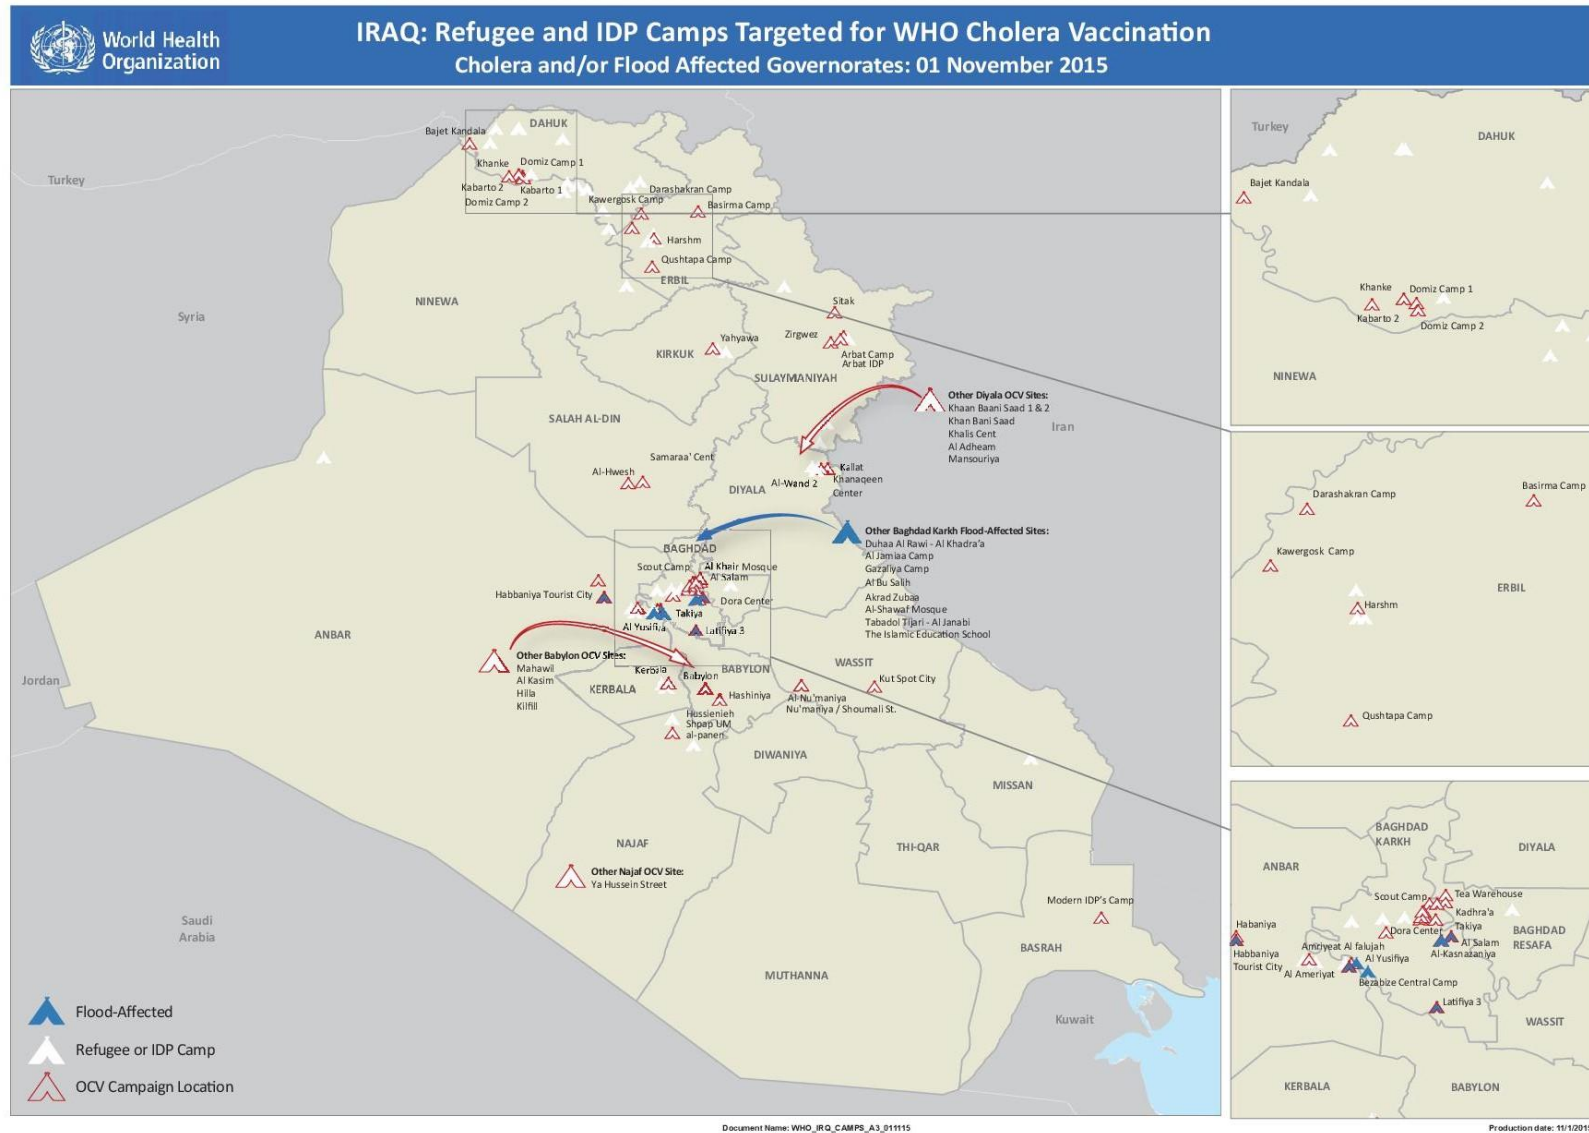 World Health
Organization
IRAQ: Refugee and IDP Camps Targeted for WHO Cholera Vaccination
Cholera and/or Flood Affected Governorates: 01 November 2015
Turkey
Syria
Jordan
Saudi
Arabia
Iran
Kuwait
DAHUK
Bajet Kandala
Khanke
Domiz Camp 1
Kabarto 2
Kabarto 1
Domiz Camp 2
Darashakran Camp
Kawergosk Camp
Basirma Camp
Harshm
Qushtapa Camp
ERBIL
NINEWA
Sitak
Zirgwez
Arbat Camp
Arbat IDP
Yahyawa
KIRKUK
SULAYMANIYAH
SALAH AL-DIN
Samaraa' Cent
Al-Hwesh
DIYALA
Al-Wand 2
Kallat
Khanaqeen
Center
Other Diyala OCV Sites:
Khaan Baani Saad 1 & 2
Khan Bani Saad
Khalis Cent
Al Adheam
Mansouriya
Other Baghdad Karkh Flood-Affected Sites:
Duhaa Al Rawi - Al Khadra'a
Al Jamiaa Camp
Gazaliya Camp
Al Bu Salih
Akrad Zubaa
Al-Shawaf Mosque
Tabadol Tijari - Al Janabi
The Islamic Education School
BAGHDAD
Scout Camp
Al Khair Mosque
Al Salam
Dora Center
Takiya
Al Yusifiya
Latifiya 3
Habbaniya Tourist City
ANBAR
Other Babylon OCV Sites:
Mahawil
Al Kasim
Hilla
Kilfill
Kerbala
KERBALA
Babylon
BABYLON
Hashiniya
Hussienieh
Shpap UM
al-panen
WASSIT
Al Nu'maniya
Nu'maniya / Shoumali St.
Kut Spot City
DIWANIYA
MISSAN
NAJAF
Other Najaf OCV Site:
Ya Hussein Street
THI-QAR
Modern IDP's Camp
BASRAH
MUTHANNA
Flood-Affected
Refugee or IDP Camp
OCV Campaign Location
Turkey
DAHUK
Bajet Kandala
Khanke
Domiz Camp 1
Kabarto 2
Domiz Camp 2
NINEWA
Darashakran Camp
Basirma Camp
Kawergosk Camp
ERBIL
Harshm
Qushtapa Camp
BAGHDAD
KARKH
DIYALA
ANBAR
Scout Camp
Tea Warehouse
Kadhra'a
Takiya
Dora Center
Al Salam
Al-Kasnazaniya
BAGHDAD
RESAFA
Habaniya
Habbaniya
Tourist City
Amriyeat Al falujah
Al Yusifiya
Al Ameriyat
Bezabize Central Camp
Latifiya 3
WASSIT
KERBALA
BABYLON
Document Name: WHO_IRQ_CAMPS_A3_011115
Production date: 11/1/201